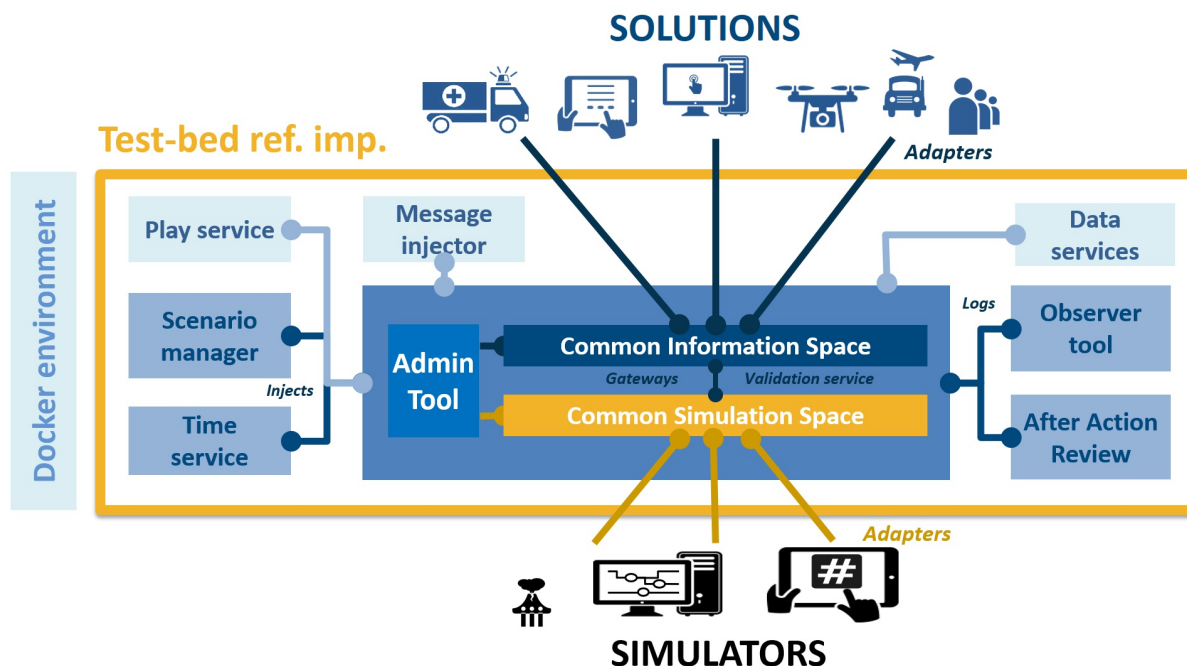 SOLUTIONS
Test-bed ref. imp.
Adapters
Docker environment
Play service
Message
injector
Data
services
Scenario
manager
Injects
Time
service
Admin
Tool
Common Information Space
Gateways
Validation service
Common Simulation Space
Logs
Observer
tool
After Action
Review
Adapters
#
SIMULATORS